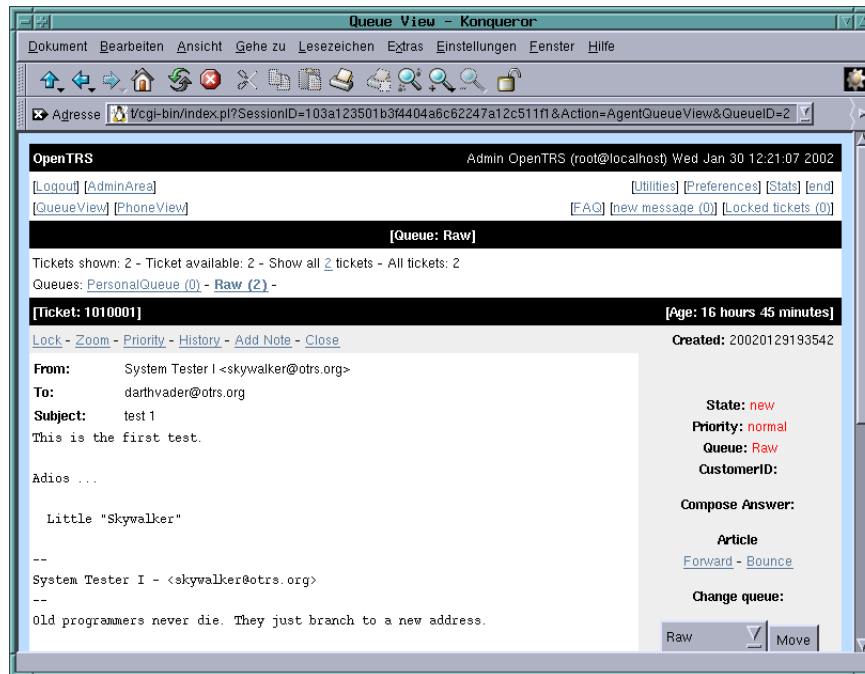 Queue View - Konqueror
Dokument Bearbeiten Ansicht Gehe zu Lesezeichen Extras Einstellungen Fenster Hilfe
Adresse t/cgi-bin/index.pl?SessionID=103a123501b3f4404a6c62247a12c511f1&Action=AgentQueueView&QueueID=2
OpenTRS Admin OpenTRS (root@localhost) Wed Jan 30 12:21:07 2002
[Logout] [AdminArea] [Utilities] [Preferences] [Stats] [end]
[QueueView] [PhoneView] [FAQ] [new message (0)] [Locked tickets (0)]
[Queue: Raw]
Tickets shown: 2 - Ticket available: 2 - Show all 2 tickets - All tickets: 2
Queues: PersonalQueue (0) - Raw (2) -
[Ticket: 1010001] [Age: 16 hours 45 minutes]
Lock - Zoom - Priority - History - Add Note - Close Created: 20020129193542
From: System Tester I <skywalker@otrs.org>
To: darthvader@otrs.org
Subject: test 1
This is the first test.
Adios ...
Little "Skywalker"
--
System Tester I - <skywalker@otrs.org>
--
Old programmers never die. They just branch to a new address.
State: new
Priority: normal
Queue: Raw
CustomerID:
Compose Answer:
Article
Forward - Bounce
Change queue:
Raw Move